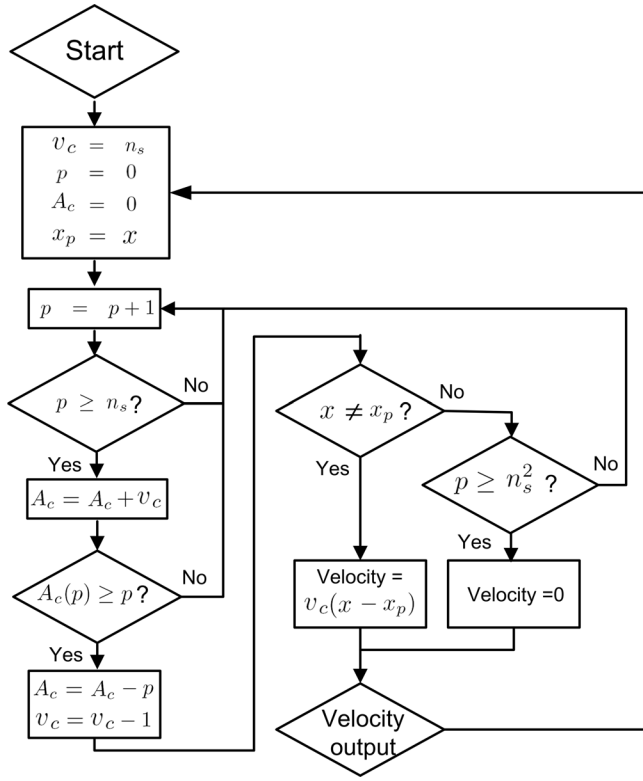 Start
v_c = n_s
p = 0
A_c = 0
x_p = x
p = p + 1
p ≥ n_s?
No
Yes
A_c = A_c + v_c
A_c(p) ≥ p?
No
Yes
A_c = A_c − p
v_c = v_c − 1
x ≠ x_p?
No
Yes
p ≥ n_s^2 ?
No
Yes
Velocity =
v_c(x − x_p)
Velocity =0
Velocity
output